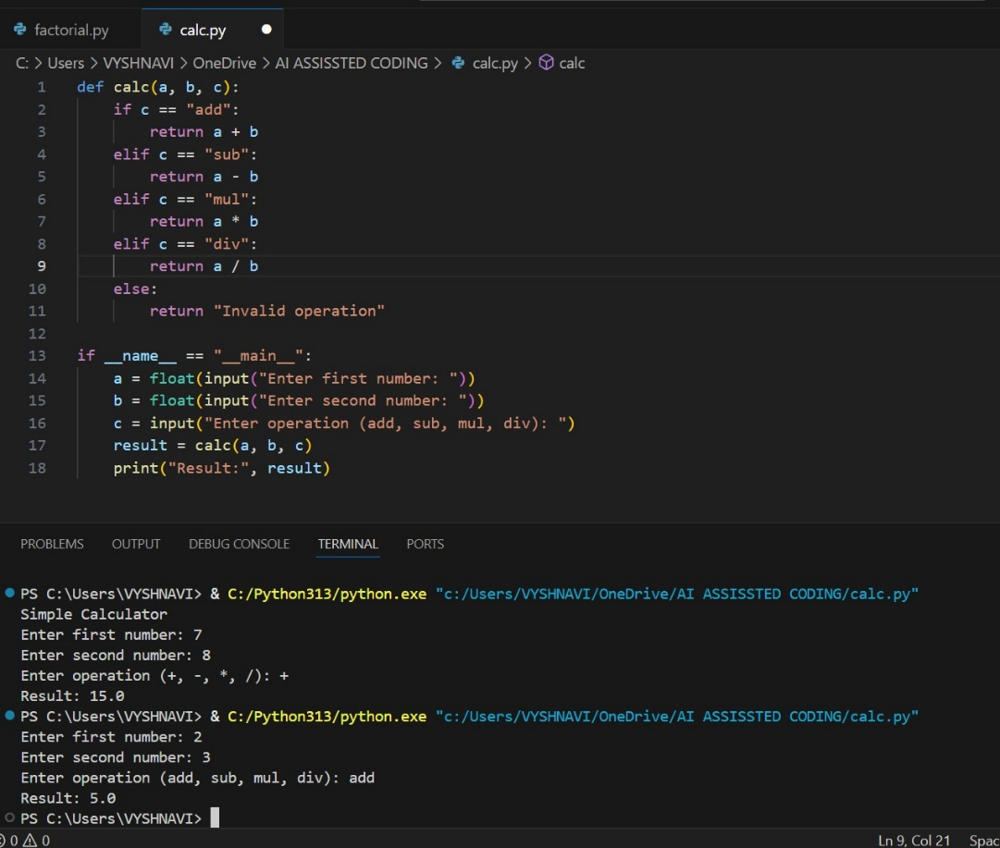 factorial.py
calc.py
C: > Users > VYSHNAVI > OneDrive > AI ASSISSTED CODING > calc.py > calc
1 def calc(a, b, c):
2     if c == "add":
3         return a + b
4     elif c == "sub":
5         return a - b
6     elif c == "mul":
7         return a * b
8     elif c == "div":
9         return a / b
10     else:
11         return "Invalid operation"
12
13 if __name__ == "__main__":
14     a = float(input("Enter first number: "))
15     b = float(input("Enter second number: "))
16     c = input("Enter operation (add, sub, mul, div): ")
17     result = calc(a, b, c)
18     print("Result:", result)
PROBLEMS OUTPUT DEBUG CONSOLE TERMINAL PORTS
PS C:\Users\VYSHNAVI> & C:/Python313/python.exe "c:/Users/VYSHNAVI/OneDrive/AI ASSISSTED CODING/calc.py"
Simple Calculator
Enter first number: 7
Enter second number: 8
Enter operation (+, -, *, /): +
Result: 15.0
PS C:\Users\VYSHNAVI> & C:/Python313/python.exe "c:/Users/VYSHNAVI/OneDrive/AI ASSISSTED CODING/calc.py"
Enter first number: 2
Enter second number: 3
Enter operation (add, sub, mul, div): add
Result: 5.0
PS C:\Users\VYSHNAVI>
0 0 Ln 9, Col 21 Spac